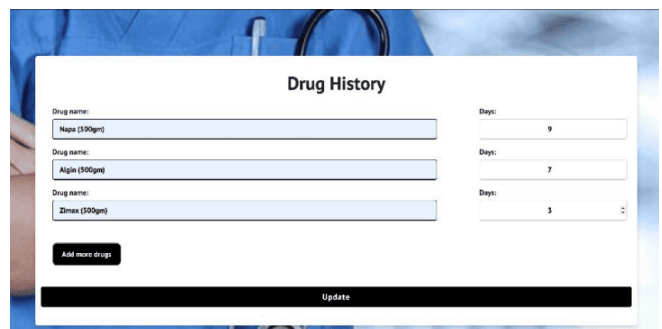 Drug History
Drug name: Days:
Napa (500gm) 9
Drug name: Days:
Algin (500gm) 7
Drug name: Days:
Zimax (500gm) 3
Add more drugs
Update